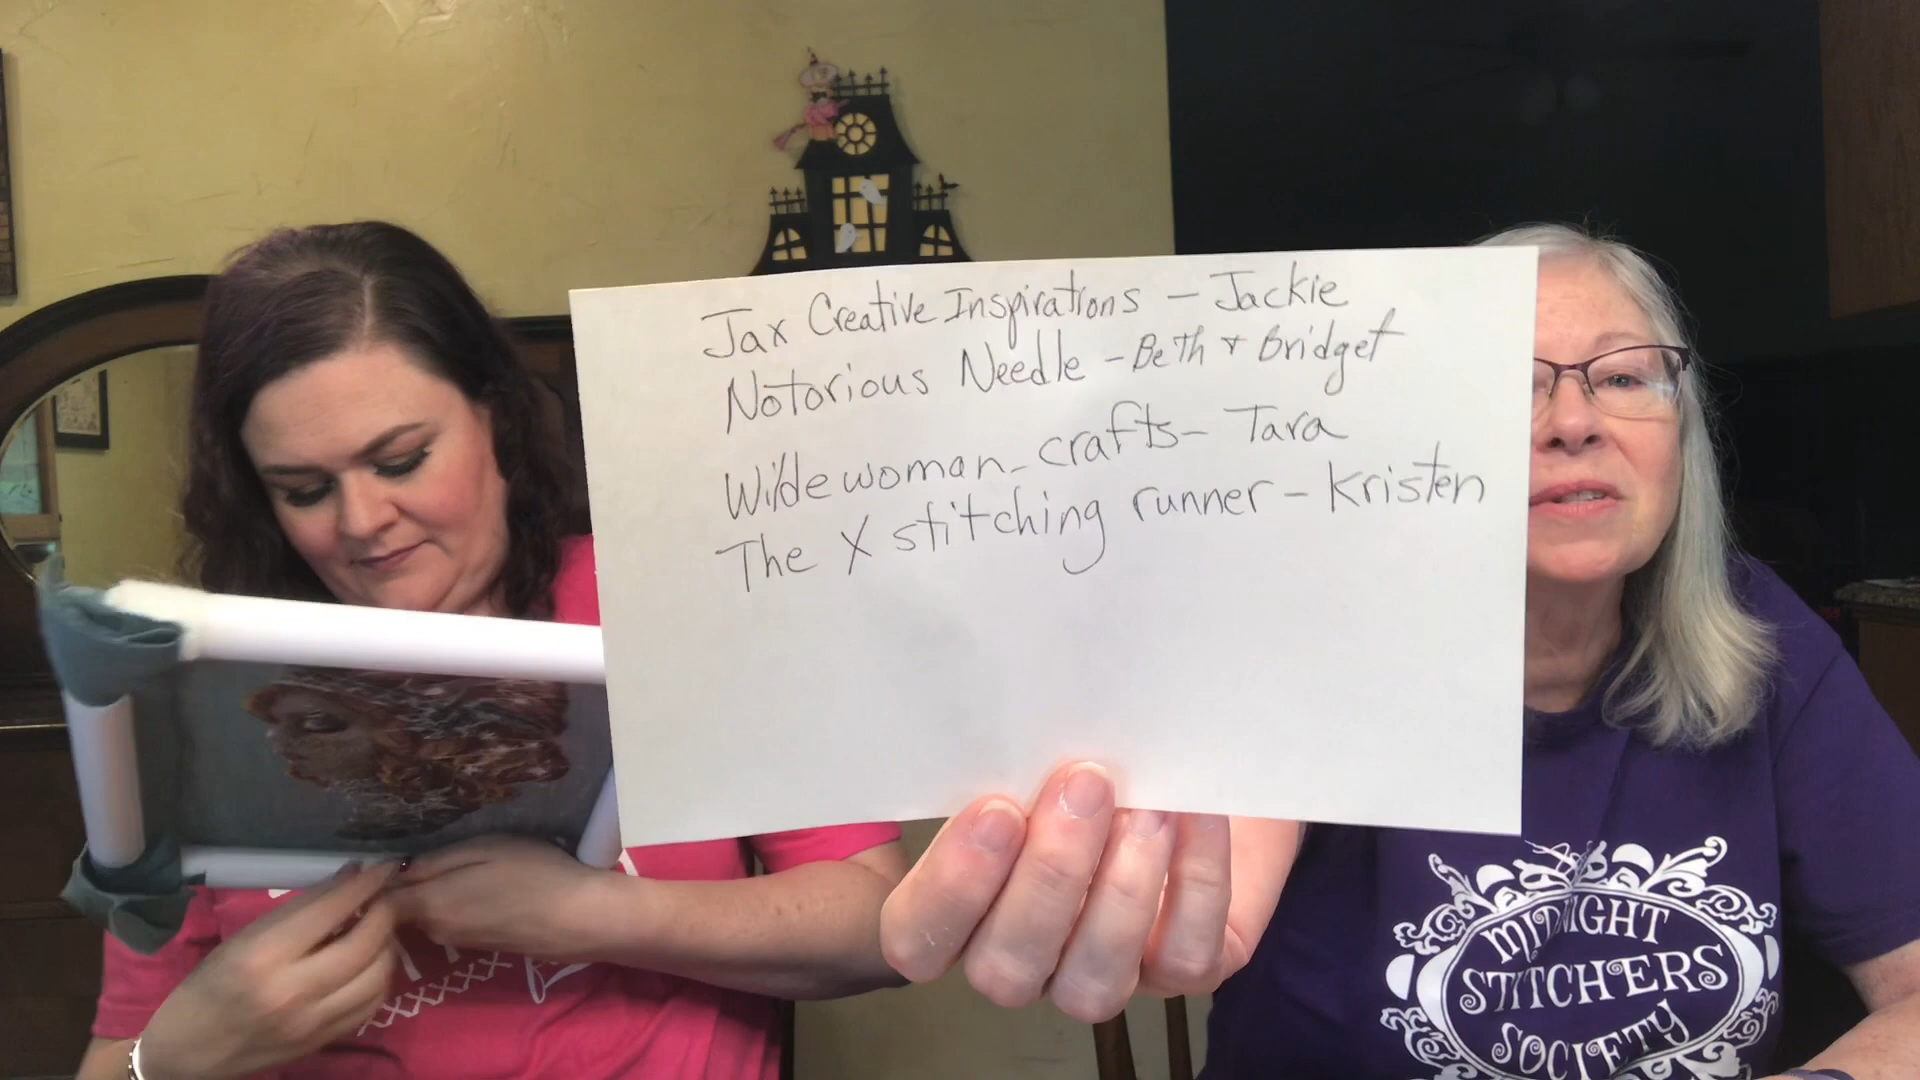 Jax Creative Inspirations - Jackie
Notorious Needle - Beth + Bridget
Wildewoman_crafts - Tara
The X stitching runner - Kristen
MIDNIGHT
STITCHERS
SOCIETY